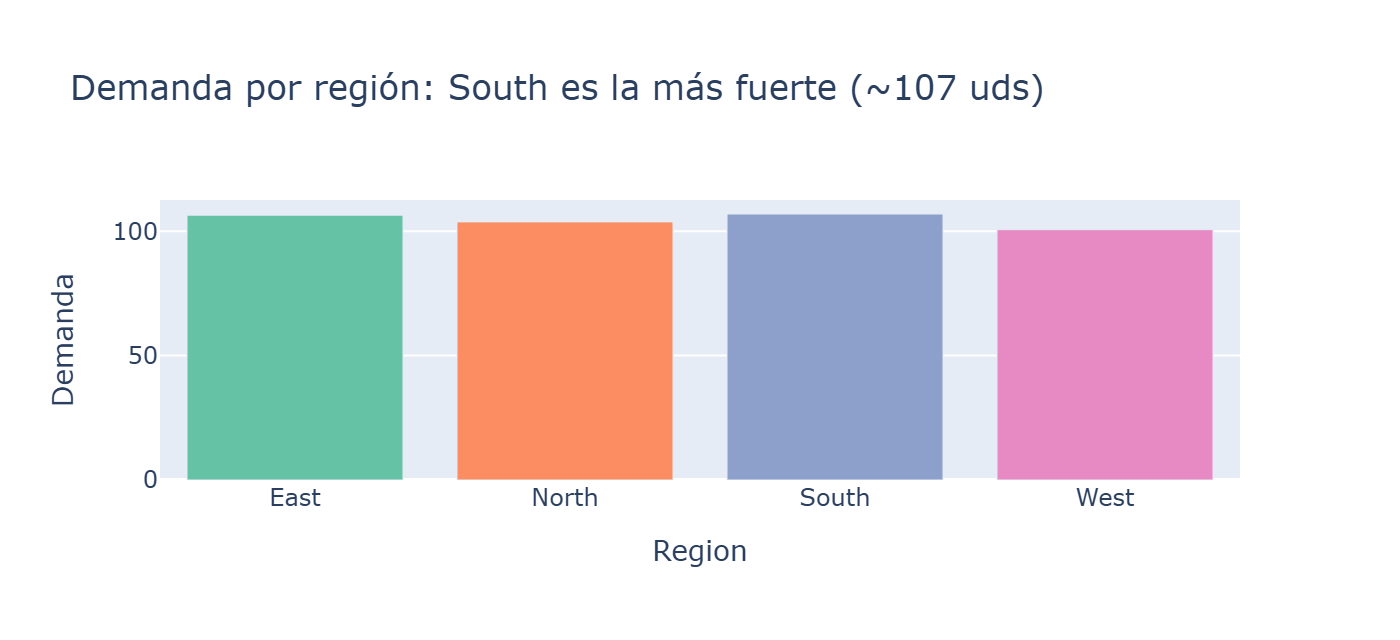 Demanda por región: South es la más fuerte (~107 uds)
Demanda
100
50
0
East
North
South
West
Region